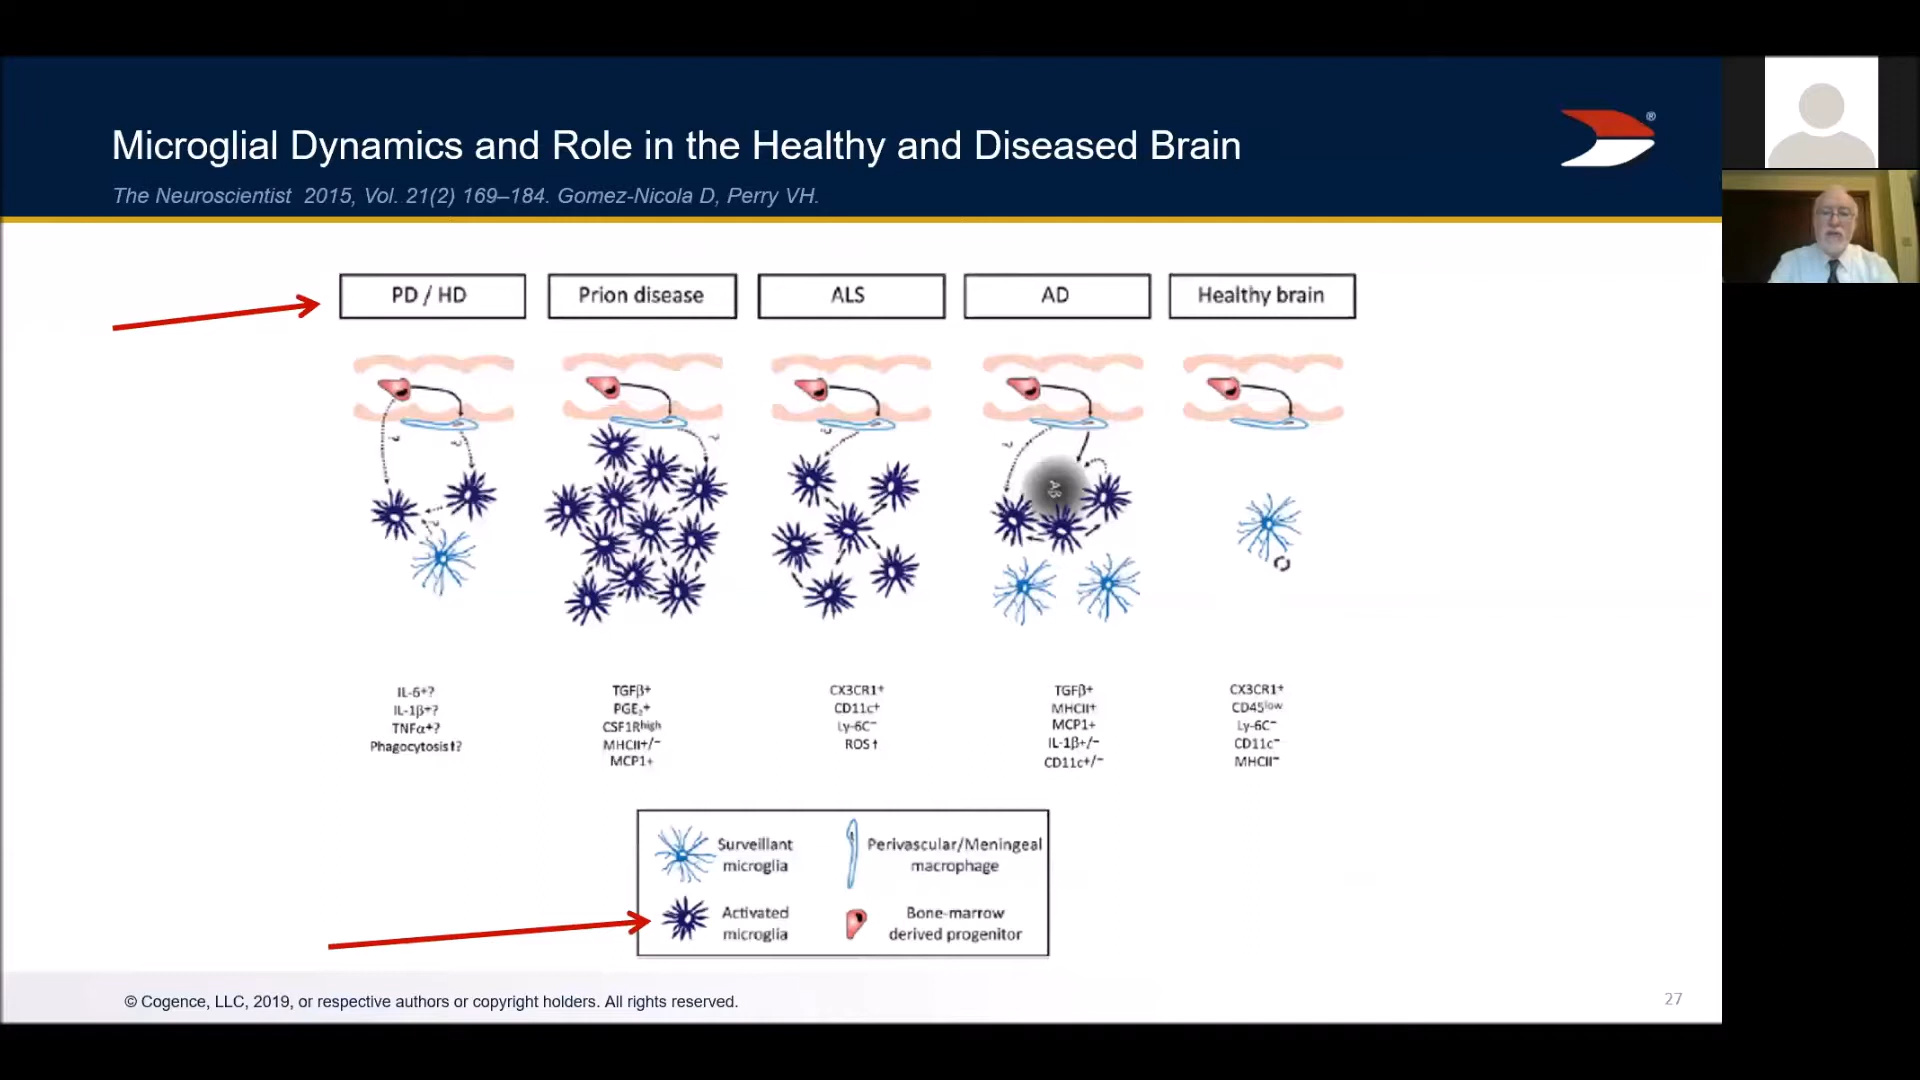 Microglial Dynamics and Role in the Healthy and Diseased Brain
®
The Neuroscientist 2015, Vol. 21(2) 169–184. Gomez-Nicola D, Perry VH.
PD / HD
Prion disease
ALS
AD
Healthy brain
?
?
?
?
?
?
Aβ
IL-6⁺?
IL-1β⁺?
TNFα⁺?
Phagocytosis↑?
TGFβ⁺
PGE₂⁺
CSF1Rʰⁱᵍʰ
MHCII⁺/⁻
MCP1⁺
CX3CR1⁺
CD11c⁺
Ly-6C⁻
ROS↑
TGFβ⁺
MHCII⁺
MCP1⁺
IL-1β⁺/⁻
CD11c⁺/⁻
CX3CR1⁺
CD45ˡᵒʷ
Ly-6C⁻
CD11c⁻
MHCII⁻
Surveillant
microglia
Perivascular/Meningeal
macrophage
Activated
microglia
Bone-marrow
derived progenitor
© Cogence, LLC, 2019, or respective authors or copyright holders. All rights reserved.
27